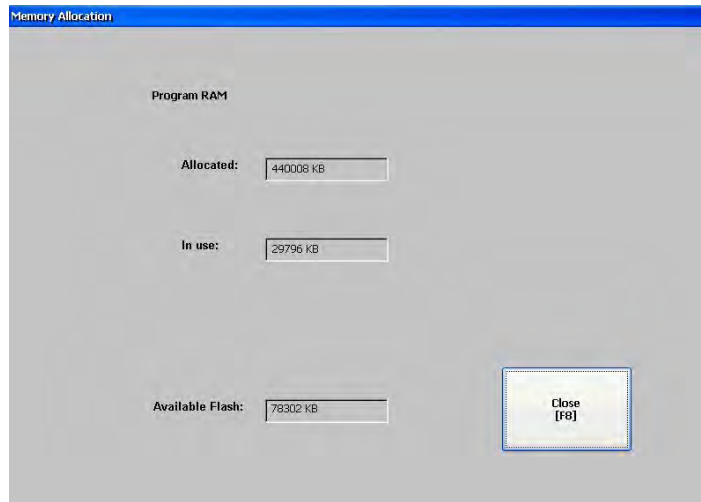 Memory Allocation
Program RAM
Allocated: 440008 KB
In use: 29796 KB
Available Flash: 78302 KB
Close
[F8]